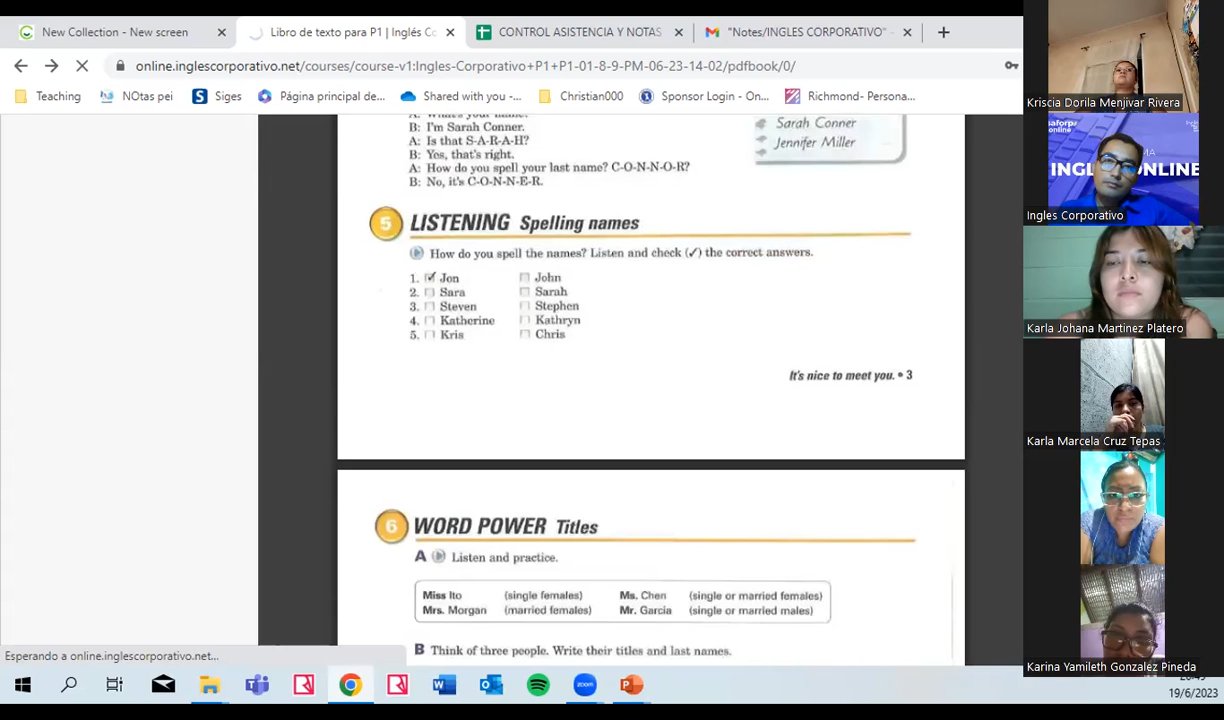 New Collection - New screen
Libro de texto para P1 | Inglés Co
CONTROL ASISTENCIA Y NOTAS
"Notes/INGLES CORPORATIVO" -
online.inglescorporativo.net/courses/course-v1:Ingles-Corporativo+P1+P1-01-8-9-PM-06-23-14-02/pdfbook/0/
Teaching
NOtas pei
Siges
Página principal de...
Shared with you -...
Christian000
Sponsor Login - On...
Richmond- Persona...
A: What's your name?
B: I'm Sarah Conner.
A: Is that S-A-R-A-H?
B: Yes, that's right.
A: How do you spell your last name? C-O-N-N-O-R?
B: No, it's C-O-N-N-E-R.
Sarah Conner
Jennifer Miller
5 LISTENING Spelling names
How do you spell the names? Listen and check (✓) the correct answers.
1. ✓ Jon John
2. Sara Sarah
3. Steven Stephen
4. Katherine Kathryn
5. Kris Chris
It's nice to meet you. • 3
6 WORD POWER Titles
A Listen and practice.
Miss Ito (single females) Ms. Chen (single or married females)
Mrs. Morgan (married females) Mr. Garcia (single or married males)
B Think of three people. Write their titles and last names.
Esperando a online.inglescorporativo.net...
Kriscia Dorila Menjivar Rivera
INGL ONLINE
Ingles Corporativo
Karla Johana Martinez Platero
Karla Marcela Cruz Tepas
Karina Yamileth Gonzalez Pineda
19/6/2023